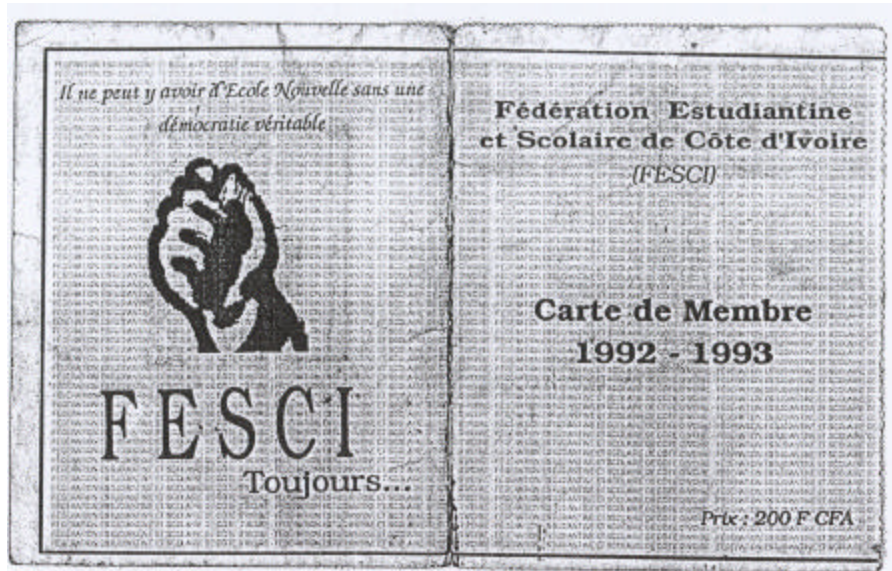 Il ne peut y avoir d'Ecole Nouvelle sans une
démocratie véritable
FESCI
Toujours...
Fédération Estudiantine
et Scolaire de Côte d'Ivoire
(FESCI)
Carte de Membre
1992 - 1993
Prix : 200 F CFA